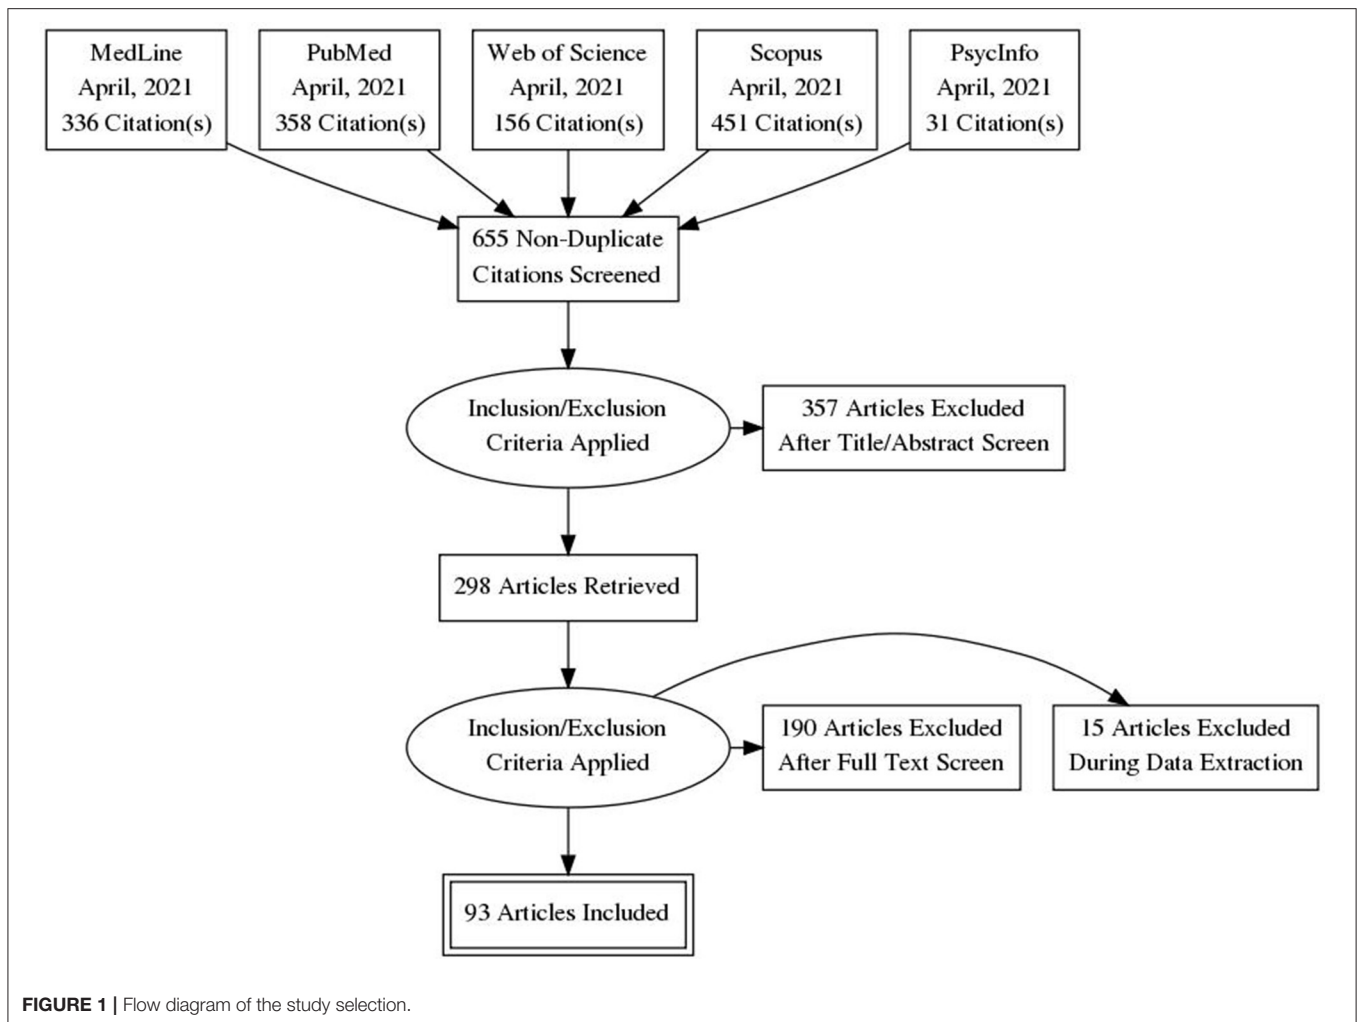 MedLine
April, 2021
336 Citation(s)
PubMed
April, 2021
358 Citation(s)
Web of Science
April, 2021
156 Citation(s)
Scopus
April, 2021
451 Citation(s)
PsycInfo
April, 2021
31 Citation(s)
655 Non-Duplicate
Citations Screened
Inclusion/Exclusion
Criteria Applied
357 Articles Excluded
After Title/Abstract Screen
298 Articles Retrieved
Inclusion/Exclusion
Criteria Applied
190 Articles Excluded
After Full Text Screen
15 Articles Excluded
During Data Extraction
93 Articles Included
FIGURE 1 | Flow diagram of the study selection.